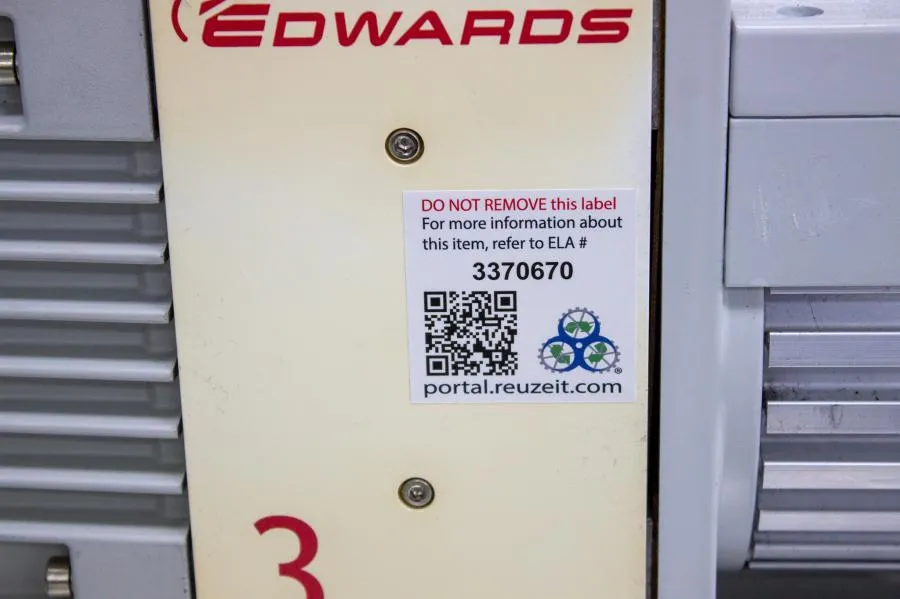 EDWARDS
DO NOT REMOVE this label
For more information about
this item, refer to ELA #
3370670
®
portal.reuzeit.com
3